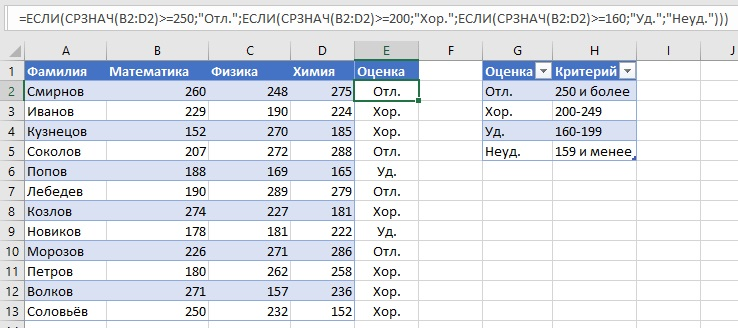 =ЕСЛИ(СРЗНАЧ(B2:D2)>=250;"Отл.";ЕСЛИ(СРЗНАЧ(B2:D2)>=200;"Хор.";ЕСЛИ(СРЗНАЧ(B2:D2)>=160;"Уд.";"Неуд.")))
A B C D E F G H I J
1 Фамилия Математика Физика Химия Оценка Оценка Критерий
2 Смирнов 260 248 275 Отл. Отл. 250 и более
3 Иванов 229 190 224 Хор. Хор. 200-249
4 Кузнецов 152 270 185 Хор. Уд. 160-199
5 Соколов 207 272 288 Отл. Неуд. 159 и менее
6 Попов 188 169 165 Уд.
7 Лебедев 190 289 279 Отл.
8 Козлов 274 227 181 Хор.
9 Новиков 178 181 222 Уд.
10 Морозов 226 271 286 Отл.
11 Петров 180 262 258 Хор.
12 Волков 271 157 236 Хор.
13 Соловьёв 250 232 152 Хор.